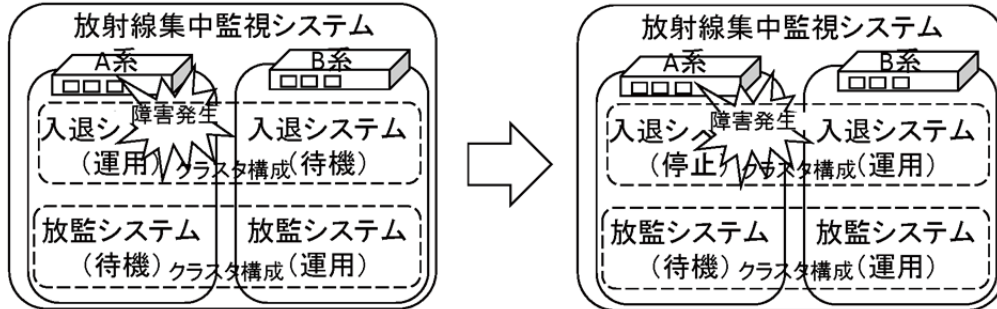 放射線集中監視システム
A系
B系
障害発生
入退シ
入退システム
(運用)
クラスタ構成
(待機)
放監システム
放監システム
(待機)
クラスタ構成
(運用)
放射線集中監視システム
A系
B系
障害発生
入退シ
入退システム
(停止)
クラスタ構成
(運用)
放監システム
放監システム
(待機)
クラスタ構成
(運用)